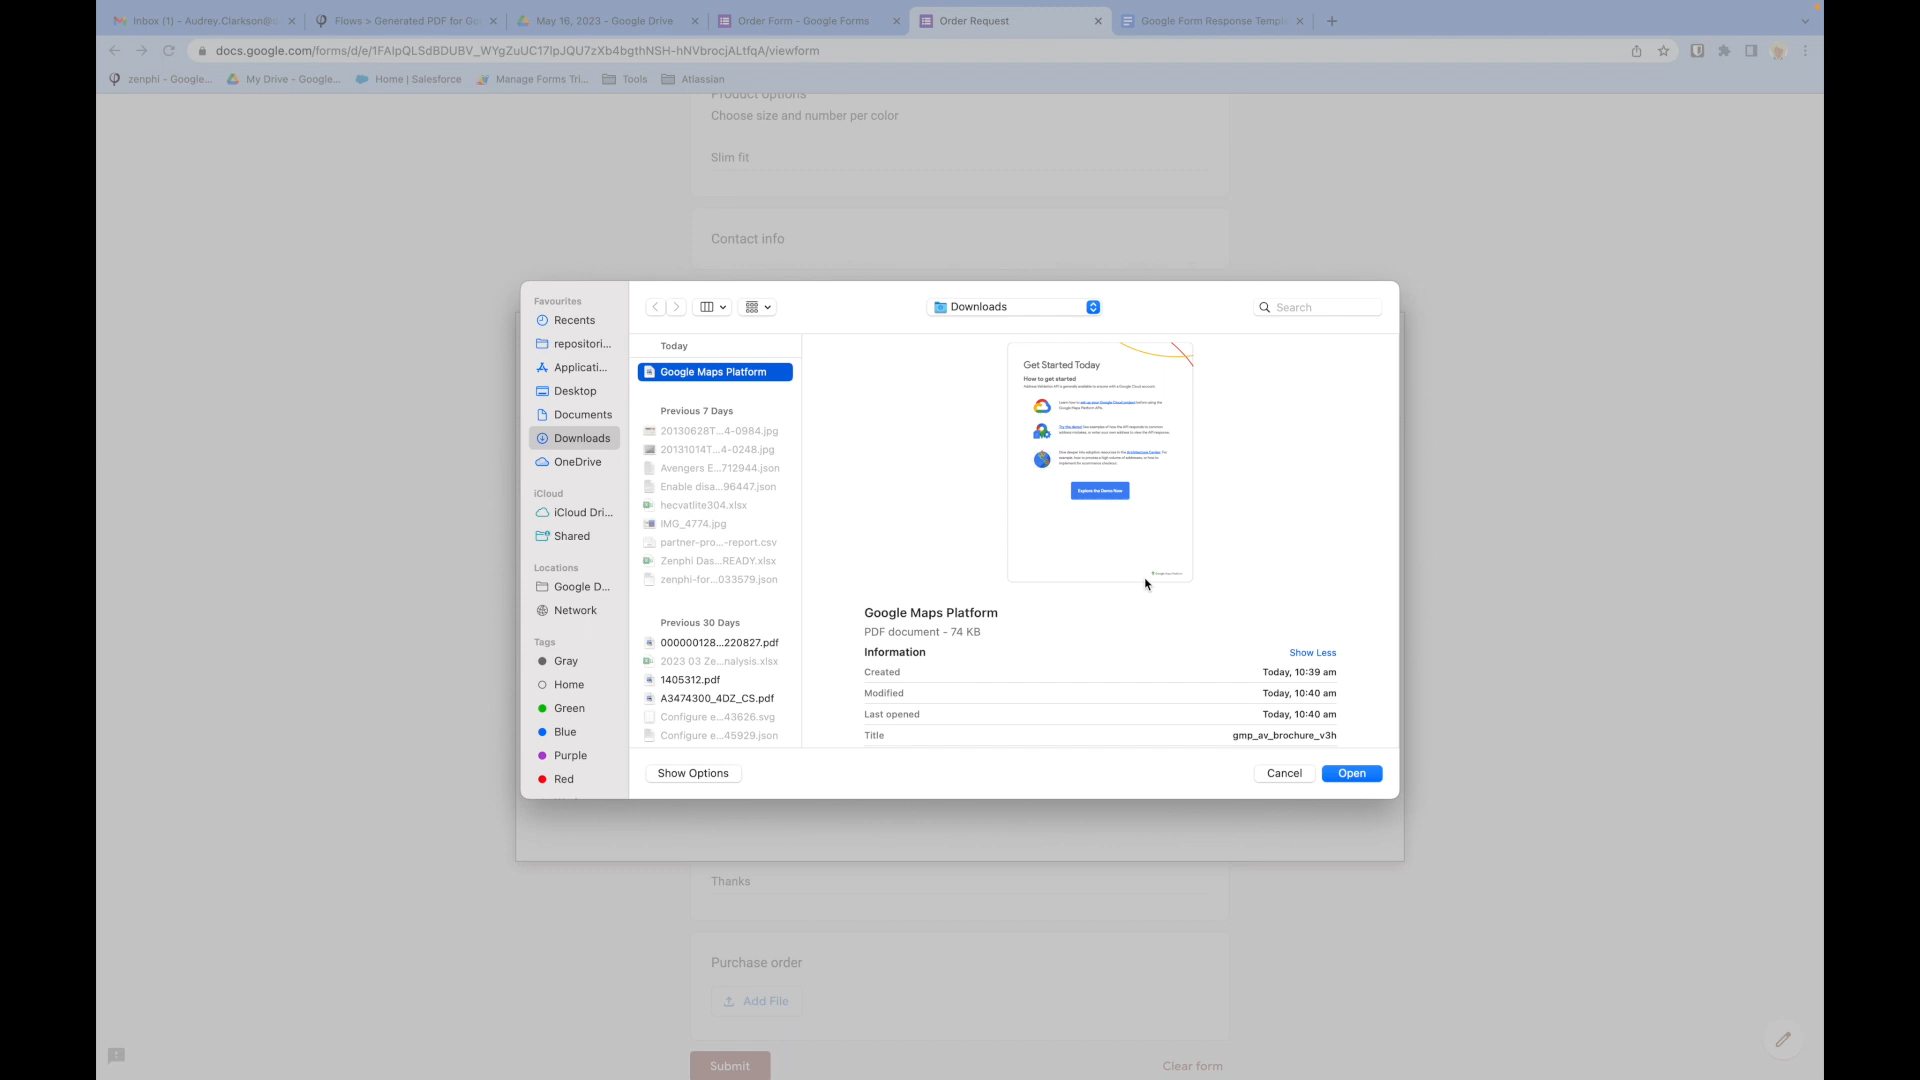 Inbox (1) - Audrey.Clarkson@
Flows > Generated PDF for Go
May 16, 2023 - Google Drive
Order Form - Google Forms
Order Request
Google Form Response Templ
docs.google.com/forms/d/e/1FAIpQLSdBDUBV_WYgZuUC17IpJQU7zXb4bgthNSH-hNVbrocjALtfqA/viewform
zenphi - Google...
My Drive - Google...
Home | Salesforce
Manage Forms Tri...
Tools
Atlassian
Product options
Choose size and number per color
Slim fit
Contact info
Favourites
Recents
repositori...
Applicati...
Desktop
Documents
Downloads
OneDrive
iCloud
iCloud Dri...
Shared
Locations
Google D...
Network
Tags
Gray
Home
Green
Blue
Purple
Red
Downloads
Search
Today
Google Maps Platform
Previous 7 Days
20130628T...4-0984.jpg
20131014T...4-0248.jpg
Avengers E...712944.json
Enable disa...96447.json
hecvatlite304.xlsx
IMG_4774.jpg
partner-pro...-report.csv
Zenphi Das...READY.xlsx
zenphi-for...033579.json
Previous 30 Days
000000128...220827.pdf
2023 03 Ze...nalysis.xlsx
1405312.pdf
A3474300_4DZ_CS.pdf
Configure e...43626.svg
Configure e...45929.json
Get Started Today
How to get started
Explore the Demo Now
Google Maps Platform
PDF document - 74 KB
Information
Show Less
Created Today, 10:39 am
Modified Today, 10:40 am
Last opened Today, 10:40 am
Title gmp_av_brochure_v3h
Show Options
Cancel
Open
Thanks
Purchase order
Add File
Submit
Clear form